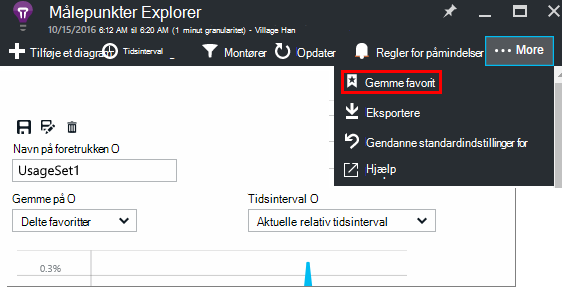 Målepunkter Explorer
10/15/2016 6:12 AM til 6:20 AM (1 minut granularitet) - Village Han
Tilføje et diagram Tidsinterval _ Montører Opdater Regler for påmindelser ... More
Gemme favorit
Eksportere
Gendanne standardindstillinger for
Hjælp
Navn på foretrukken O
UsageSet1
Gemme på O Tidsinterval O
Delte favoritter Aktuelle relativ tidsinterval
0.3%